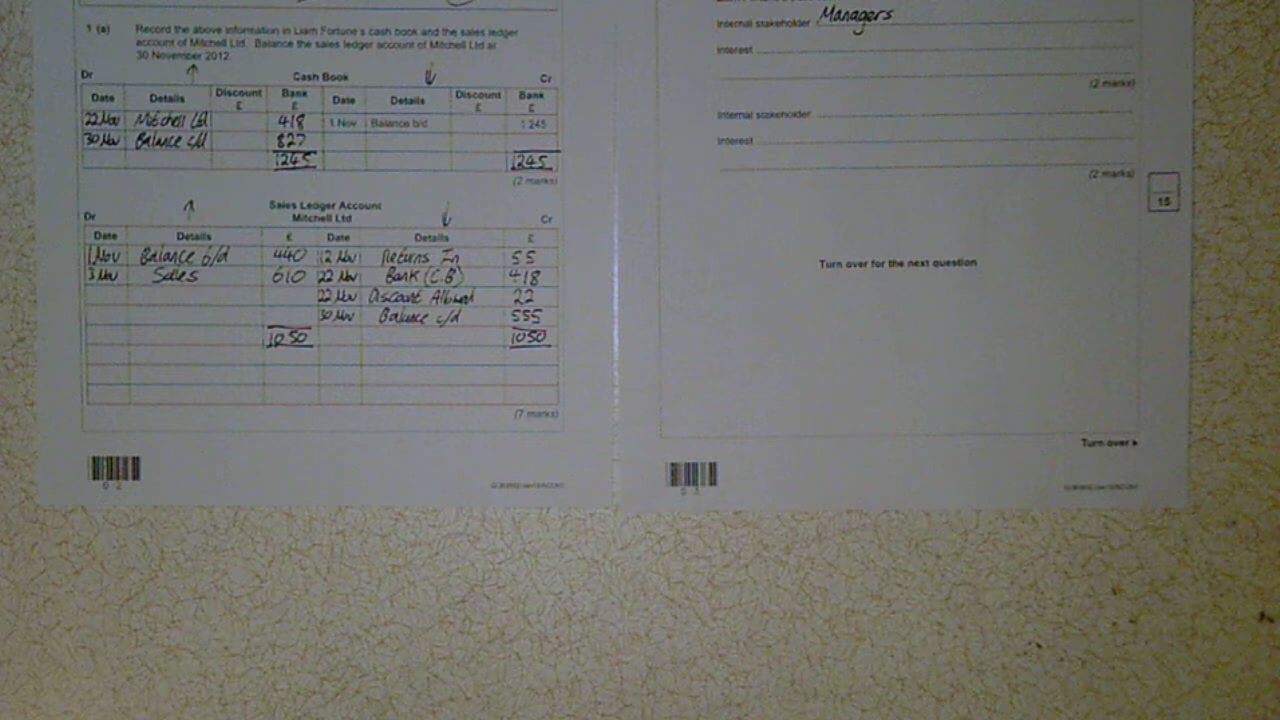 1 (a) Record the above information in Liam Fortune's cash book and the sales ledger
account of Mitchell Ltd. Balance the sales ledger account of Mitchell Ltd at
30 November 2012.
Dr Cash Book Cr
Date Details Discount £ Bank £ Date Details Discount £ Bank £
22 Nov Mitchell Ltd 418 1 Nov Balance b/d 1 245
30 Nov Balance c/d 827
1245 1245
(2 marks)
Sales Ledger Account
Dr Mitchell Ltd Cr
Date Details £ Date Details £
1 Nov Balance b/d 440 12 Nov Returns In 55
3 Nov Sales 610 22 Nov Bank (C.B) 418
22 Nov Discount Allowed 22
30 Nov Balance c/d 555
1050 1050
(7 marks)
0 2
Internal stakeholder Managers
Interest
(2 marks)
Internal stakeholder
Interest
(2 marks)
15
Turn over for the next question
Turn over
0 3